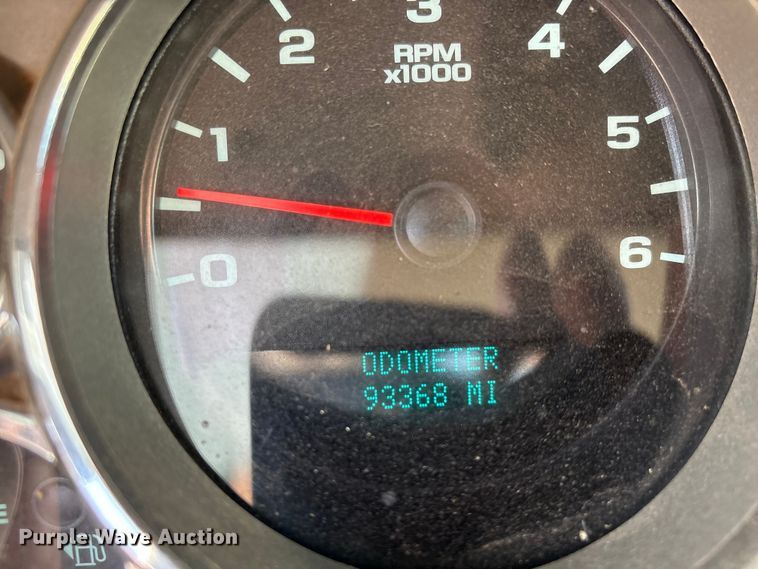 3
2
4
RPM
x1000
1
5
0
6
ODOMETER
93368 MI
E
Purple Wave Auction